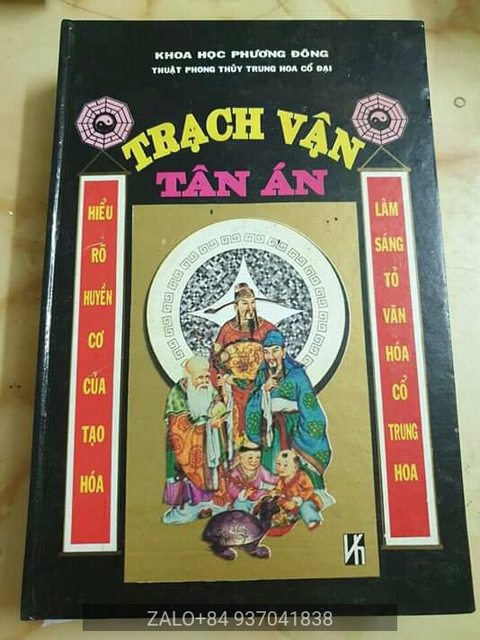 KHOA HỌC PHƯƠNG ĐÔNG
THUẬT PHONG THỦY TRUNG HOA CỔ ĐẠI
TRẠCH VẬN
TÂN ÁN
HIỂU
RÕ
HUYỀN
CƠ
CỦA
TẠO
HÓA
LÀM
SÁNG
TỎ
VĂN
HÓA
CỔ
TRUNG
HOA
VH
ZALO+84 937041838